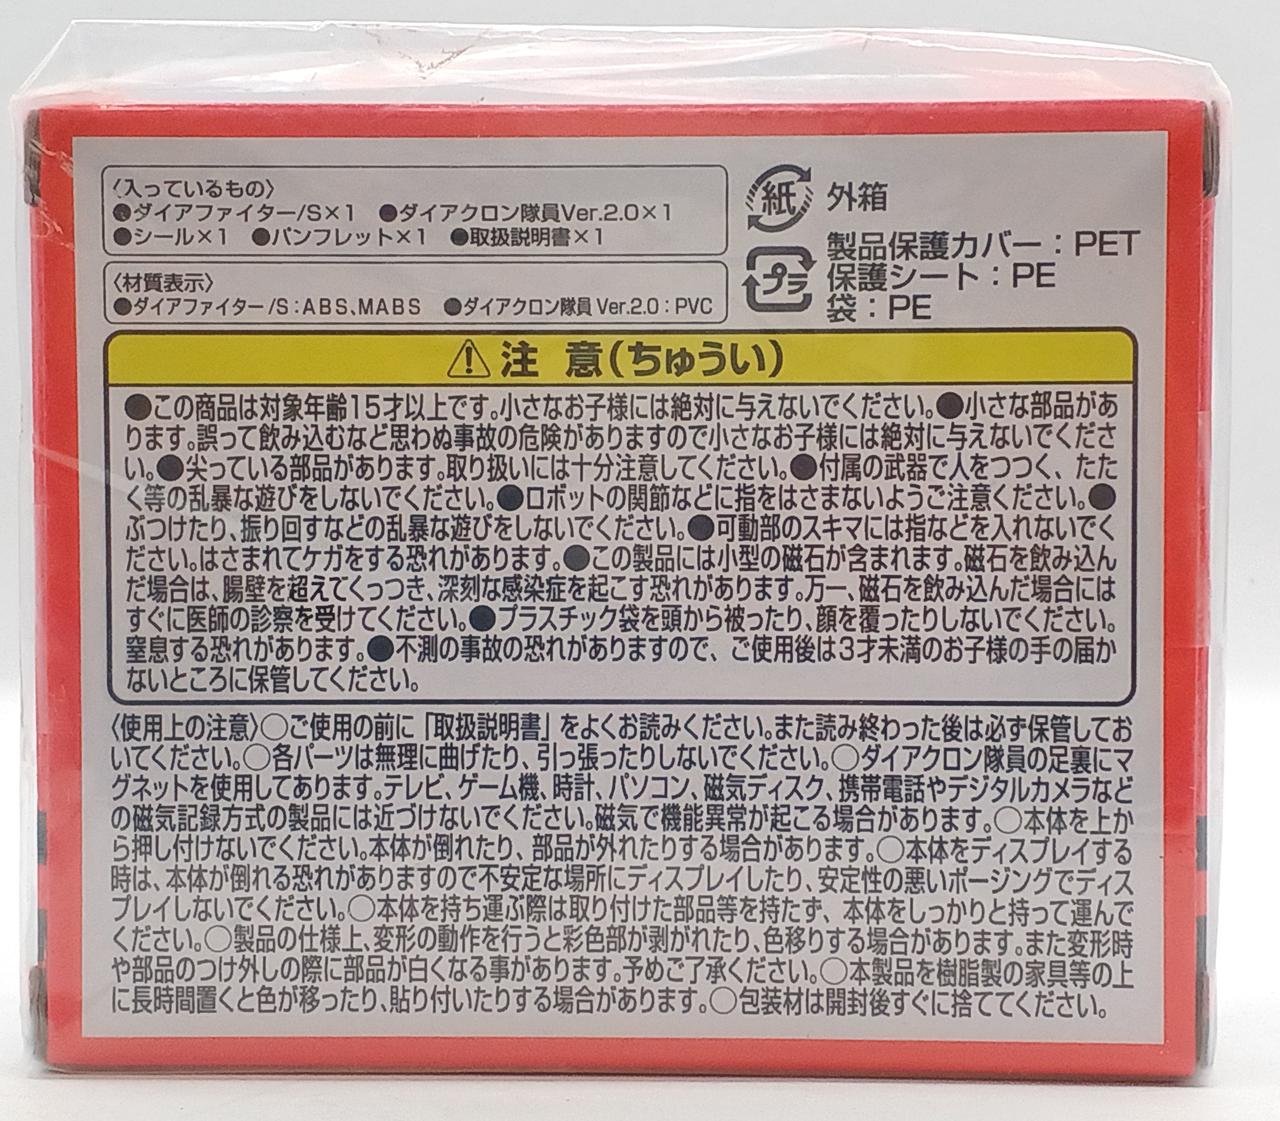 〈入っているもの〉
●ダイアファイター/S×1 ●ダイアクロン隊員Ver.2.0×1
●シール×1 ●パンフレット×1 ●取扱説明書×1
〈材質表示〉
●ダイアファイター/S：ABS、MABS ●ダイアクロン隊員 Ver.2.0：PVC
紙 外箱
プラ
製品保護カバー：PET
保護シート：PE
袋：PE
⚠注 意(ちゅうい)
●この商品は対象年齢15才以上です。小さなお子様には絶対に与えないでください。●小さな部品があ
ります。誤って飲み込むなど思わぬ事故の危険がありますので小さなお子様には絶対に与えないでくださ
い。●尖っている部品があります。取り扱いには十分注意してください。●付属の武器で人をつつく、たた
く等の乱暴な遊びをしないでください。●ロボットの関節などに指をはさまないようご注意ください。●
ぶつけたり、振り回すなどの乱暴な遊びをしないでください。●可動部のスキマには指などを入れないでく
ださい。はさまれてケガをする恐れがあります。●この製品には小型の磁石が含まれます。磁石を飲み込ん
だ場合は、腸壁を超えてくっつき、深刻な感染症を起こす恐れがあります。万一、磁石を飲み込んだ場合には
すぐに医師の診察を受けてください。●プラスチック袋を頭から被ったり、顔を覆ったりしないでください。
窒息する恐れがあります。●不測の事故の恐れがありますので、ご使用後は3才未満のお子様の手の届か
ないところに保管してください。
〈使用上の注意〉○ご使用の前に「取扱説明書」をよくお読みください。また読み終わった後は必ず保管してお
いてください。○各パーツは無理に曲げたり、引っ張ったりしないでください。○ダイアクロン隊員の足裏にマ
グネットを使用してあります。テレビ、ゲーム機、時計、パソコン、磁気ディスク、携帯電話やデジタルカメラなど
の磁気記録方式の製品には近づけないでください。磁気で機能異常が起こる場合があります。○本体を上か
ら押し付けないでください。本体が倒れたり、部品が外れたりする場合があります。○本体をディスプレイする
時は、本体が倒れる恐れがありますので不安定な場所にディスプレイしたり、安定性の悪いポージングでディス
プレイしないでください。○本体を持ち運ぶ際は取り付けた部品等を持たず、本体をしっかりと持って運んで
ください。○製品の仕様上、変形の動作を行うと彩色部が剥がれたり、色移りする場合があります。また変形時
や部品のつけ外しの際に部品が白くなる事があります。予めご了承ください。○本製品を樹脂製の家具等の上
に長時間置くと色が移ったり、貼り付いたりする場合があります。○包装材は開封後すぐに捨ててください。